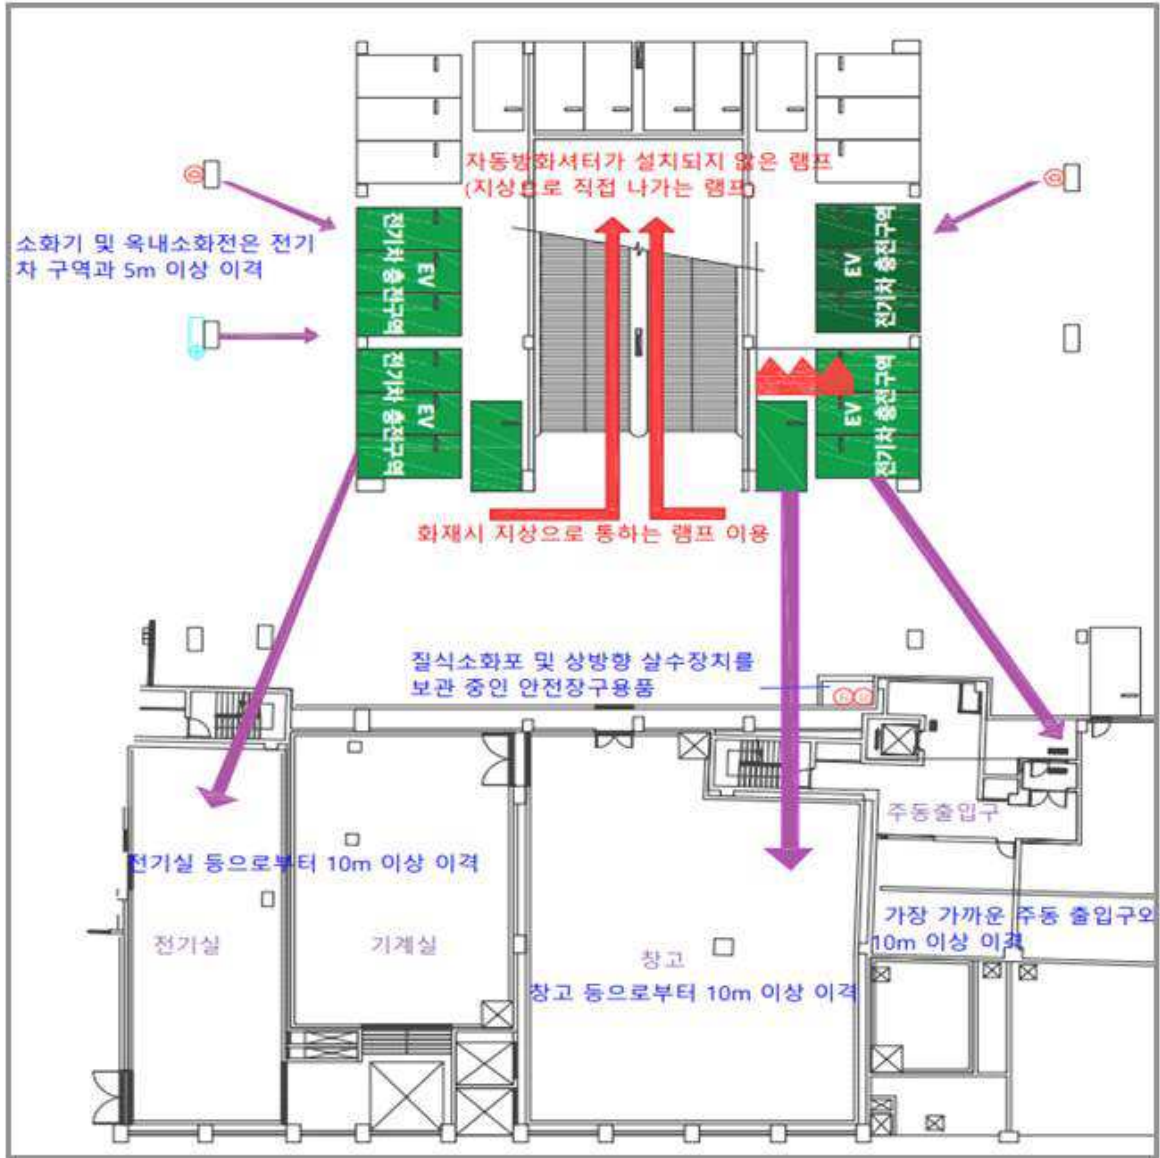 자동방화셔터가 설치되지 않은 램프
(지상으로 직접 나가는 램프)
소화기 및 옥내소화전은 전기
차 구역과 5m 이상 이격
전기차 충전구역
EV
전기차 충전구역
EV
EV
전기차 충전구역
EV
전기차 충전구역
화재시 지상으로 통하는 램프 이용
질식소화포 및 상방향 살수장치를
보관 중인 안전장구용품
주동출입구
전기실 등으로부터 10m 이상 이격
가장 가까운 주동 출입구와
10m 이상 이격
전기실
기계실
창고
창고 등으로부터 10m 이상 이격